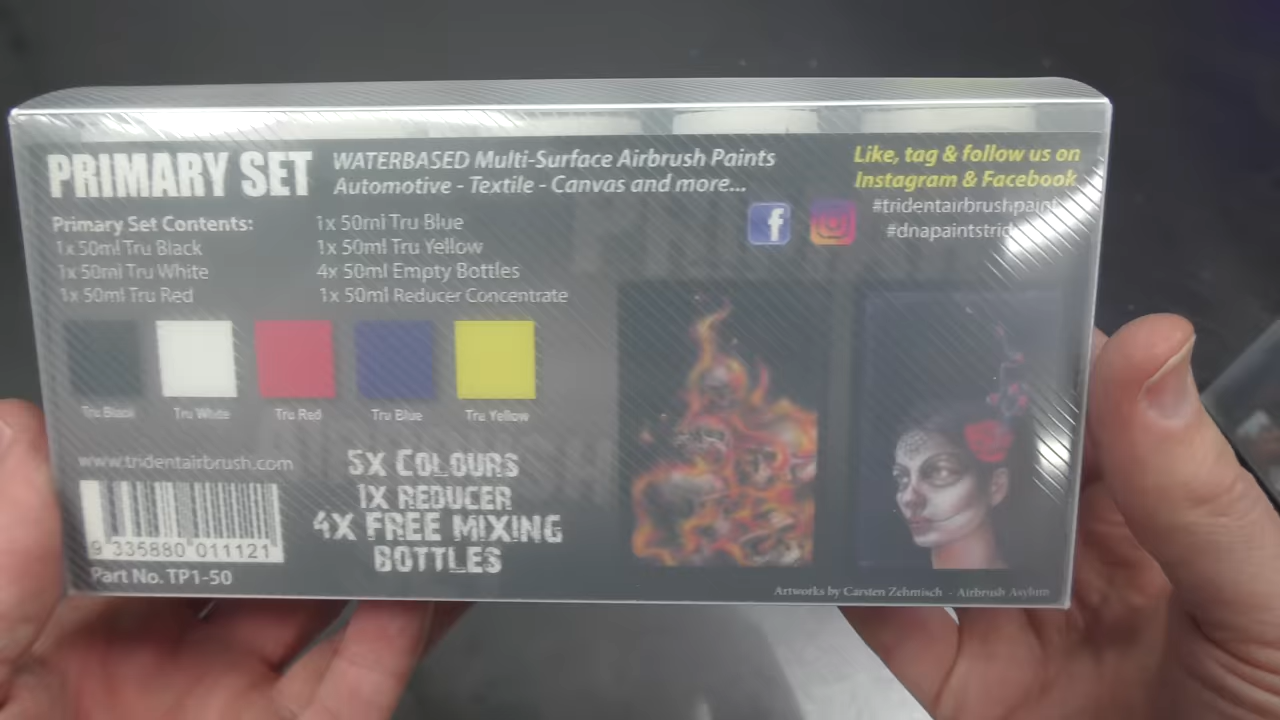 PRIMARY SET
WATERBASED Multi-Surface Airbrush Paints
Automotive - Textile - Canvas and more...
Like, tag & follow us on
Instagram & Facebook
#tridentairbrushpaint
#dnapaintstrid
Primary Set Contents:
1x 50ml Tru Black
1x 50ml Tru White
1x 50ml Tru Red
1x 50ml Tru Blue
1x 50ml Tru Yellow
4x 50ml Empty Bottles
1x 50ml Reducer Concentrate
Tru Black
Tru White
Tru Red
Tru Blue
Tru Yellow
www.tridentairbrush.com
9 335880 011121
Part No. TP1-50
5X COLOURS
1X REDUCER
4X FREE MIXING
BOTTLES
Artworks by Carsten Zehmisch - Airbrush Asylum